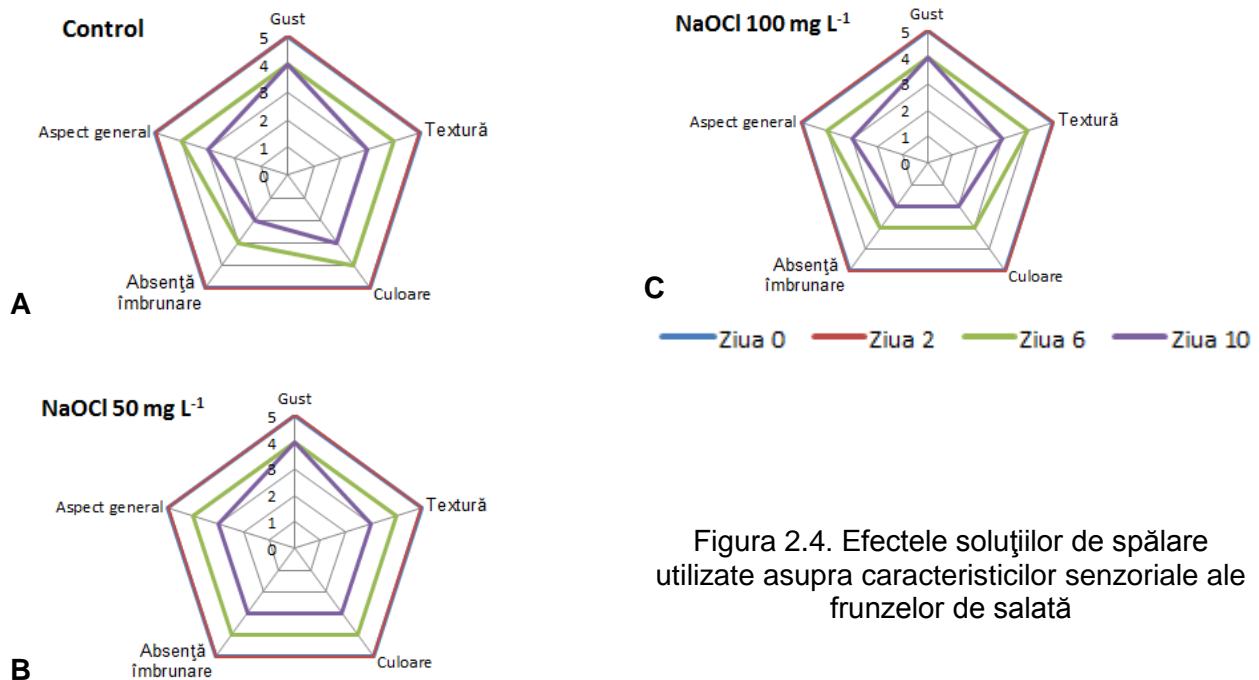 Control
Gust
5
4
3
2
1
0
Textură
Culoare
Absenţă
îmbrunare
Aspect general
A
NaOCl 100 mg L-1
Gust
5
4
3
2
1
0
Textură
Culoare
Absenţă
îmbrunare
Aspect general
C
Ziua 0 Ziua 2 Ziua 6 Ziua 10
NaOCl 50 mg L-1
Gust
5
4
3
2
1
0
Textură
Culoare
Absenţă
îmbrunare
Aspect general
B
Figura 2.4. Efectele soluţiilor de spălare
utilizate asupra caracteristicilor senzoriale ale
frunzelor de salată